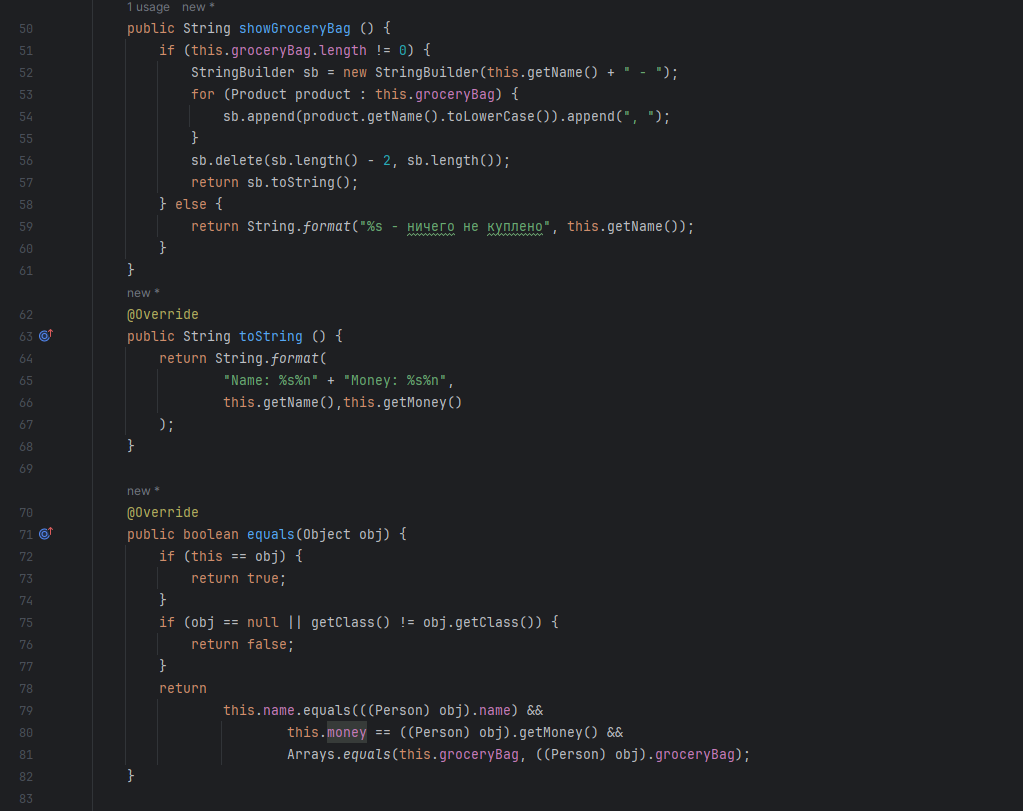 1 usage new *
50 public String showGroceryBag () {
51 if (this.groceryBag.length != 0) {
52 StringBuilder sb = new StringBuilder(this.getName() + " - ");
53 for (Product product : this.groceryBag) {
54 sb.append(product.getName().toLowerCase()).append(", ");
55 }
56 sb.delete(sb.length() - 2, sb.length());
57 return sb.toString();
58 } else {
59 return String.format("%s - ничего не куплено", this.getName());
60 }
61 }
new *
62 @Override
63 public String toString () {
64 return String.format(
65 "Name: %s%n" + "Money: %s%n",
66 this.getName(),this.getMoney()
67 );
68 }
69
new *
70 @Override
71 public boolean equals(Object obj) {
72 if (this == obj) {
73 return true;
74 }
75 if (obj == null || getClass() != obj.getClass()) {
76 return false;
77 }
78 return
79 this.name.equals(((Person) obj).name) &&
80 this.money == ((Person) obj).getMoney() &&
81 Arrays.equals(this.groceryBag, ((Person) obj).groceryBag);
82 }
83